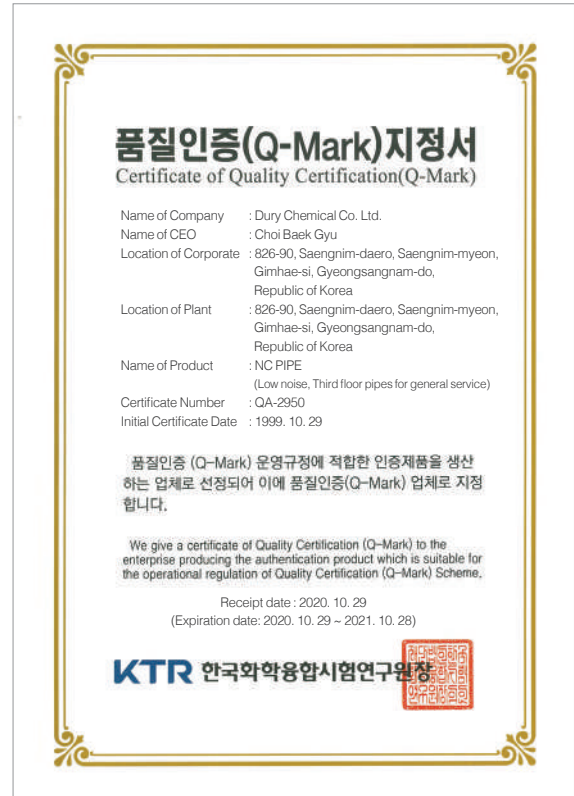 품질인증(Q-Mark)지정서
Certificate of Quality Certification(Q-Mark)
Name of Company : Dury Chemical Co. Ltd.
Name of CEO : Choi Baek Gyu
Location of Corporate : 826-90, Saengnim-daero, Saengnim-myeon,
Gimhae-si, Gyeongsangnam-do,
Republic of Korea
Location of Plant : 826-90, Saengnim-daero, Saengnim-myeon,
Gimhae-si, Gyeongsangnam-do,
Republic of Korea
Name of Product : NC PIPE
(Low noise, Third floor pipes for general service)
Certificate Number : QA-2950
Initial Certificate Date : 1999. 10. 29
품질인증 (Q-Mark) 운영규정에 적합한 인증제품을 생산
하는 업체로 선정되어 이에 품질인증(Q-Mark) 업체로 지정
합니다.
We give a certificate of Quality Certification (Q-Mark) to the
enterprise producing the authentication product which is suitable for
the operational regulation of Quality Certification (Q-Mark) Scheme.
Receipt date : 2020. 10. 29
(Expiration date: 2020. 10. 29 ~ 2021. 10. 28)
KTR 한국화학융합시험연구원장